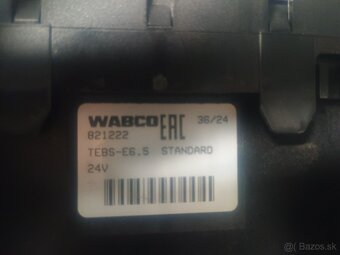 WABCO EAC 36/24
821222
TEBS-E6.5 STANDARD
24V
© Bazos.sk